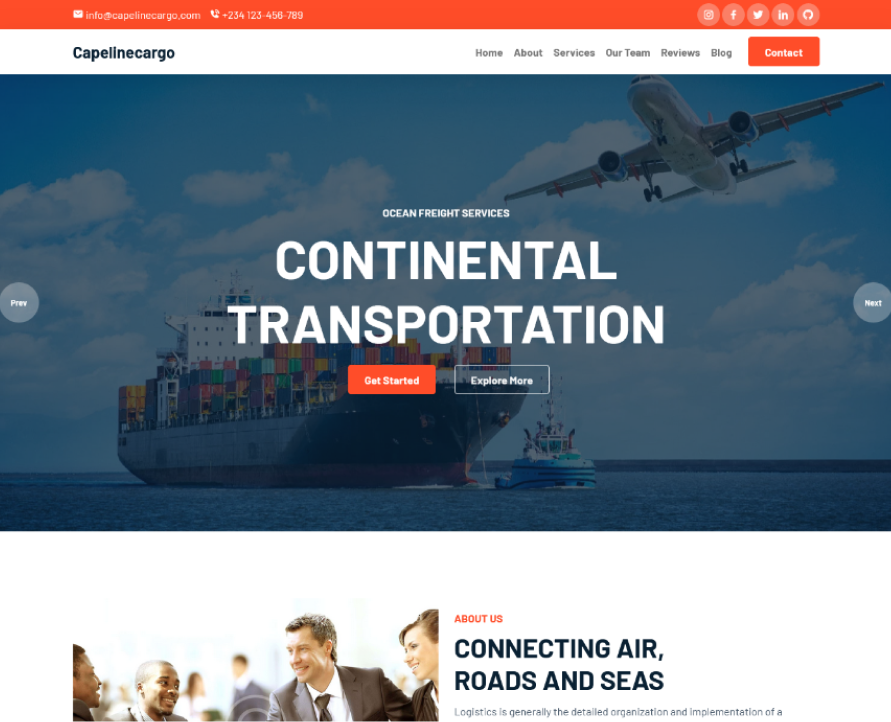 info@capelinecargo.com +234 123-456-789
Capelinecargo Home About Services Our Team Reviews Blog Contact
OCEAN FREIGHT SERVICES
CONTINENTAL
TRANSPORTATION
Prev Next
Get Started Explore More
ABOUT US
CONNECTING AIR,
ROADS AND SEAS
Logistics is generally the detailed organization and implementation of a